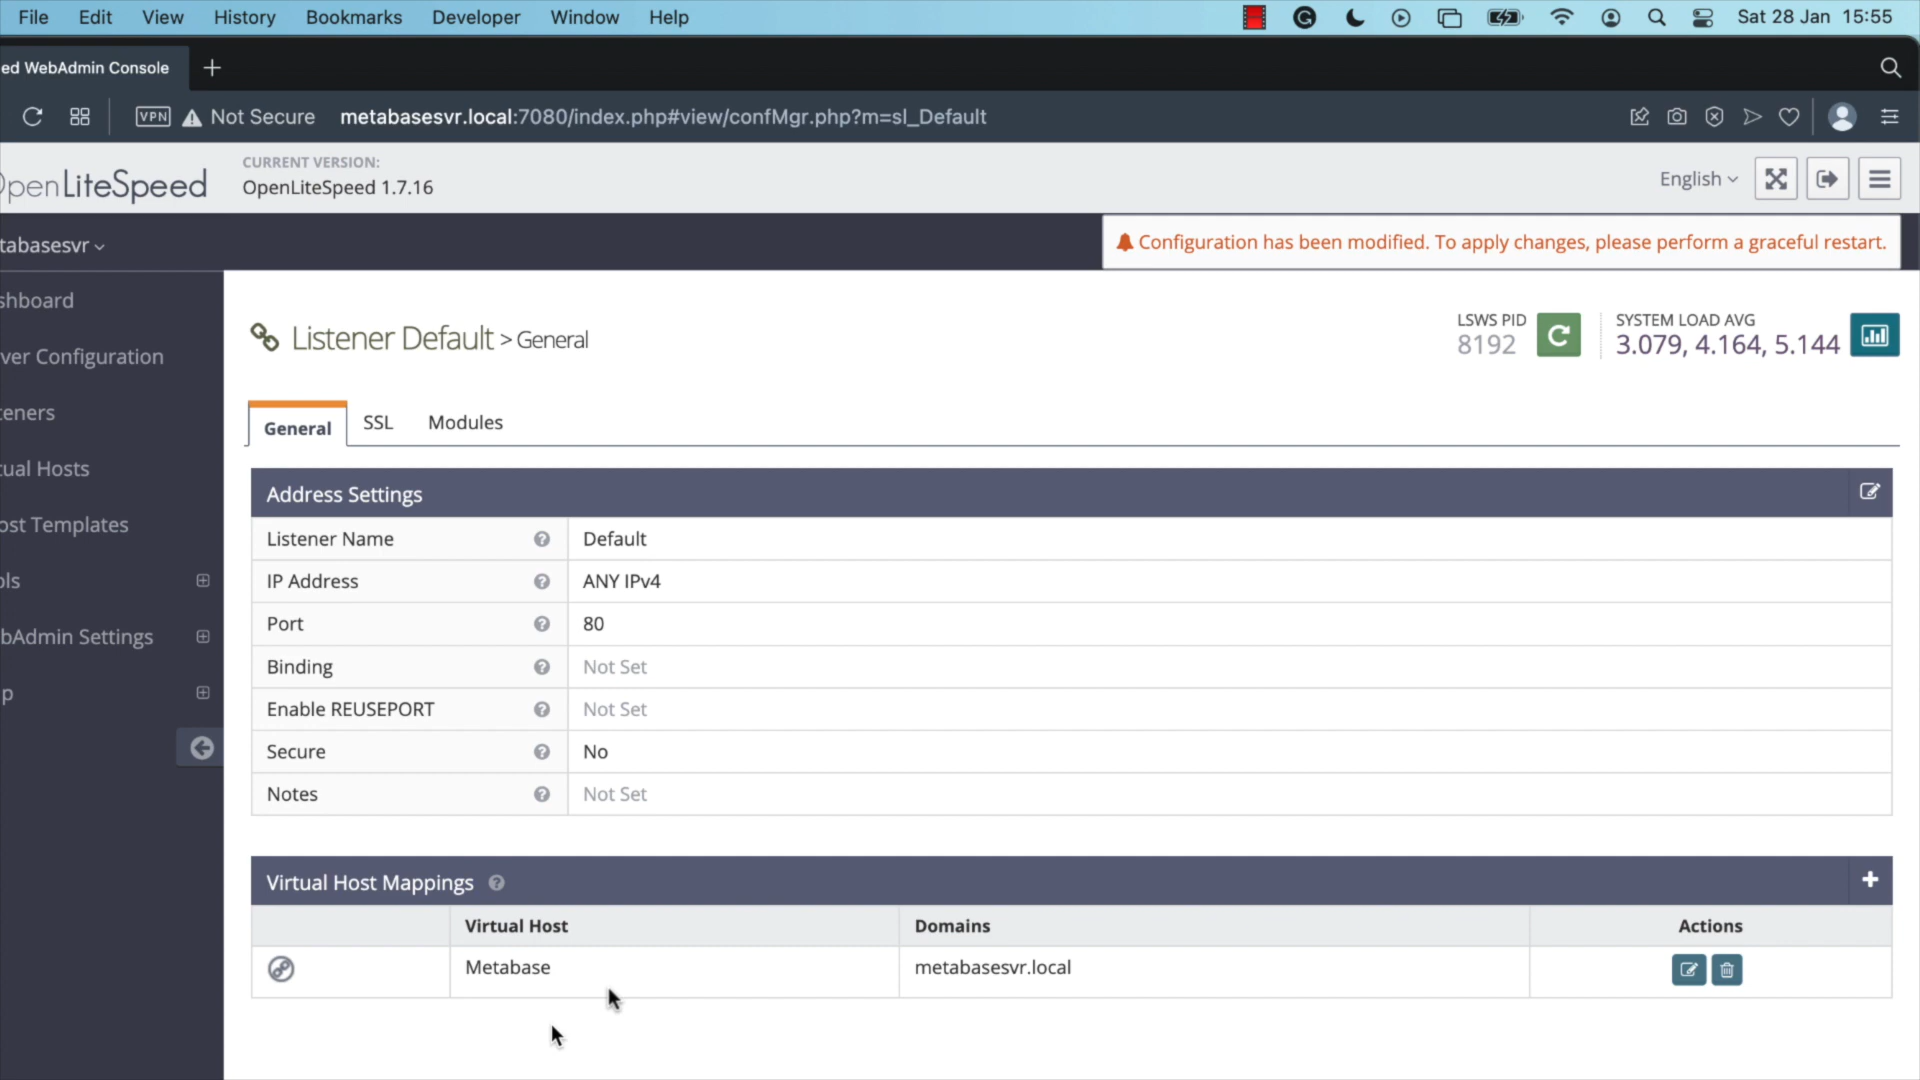 File Edit View History Bookmarks Developer Window Help Sat 28 Jan 15:55
ed WebAdmin Console
VPN Not Secure metabasesvr.local:7080/index.php#view/confMgr.php?m=sl_Default
OpenLiteSpeed
CURRENT VERSION:
OpenLiteSpeed 1.7.16
English
tabasesvr
Configuration has been modified. To apply changes, please perform a graceful restart.
shboard
ver Configuration
teners
tual Hosts
ost Templates
ols
bAdmin Settings
p
Listener Default > General
LSWS PID
8192
SYSTEM LOAD AVG
3.079, 4.164, 5.144
General SSL Modules
Address Settings
Listener Name Default
IP Address ANY IPv4
Port 80
Binding Not Set
Enable REUSEPORT Not Set
Secure No
Notes Not Set
Virtual Host Mappings
Virtual Host Domains Actions
Metabase metabasesvr.local